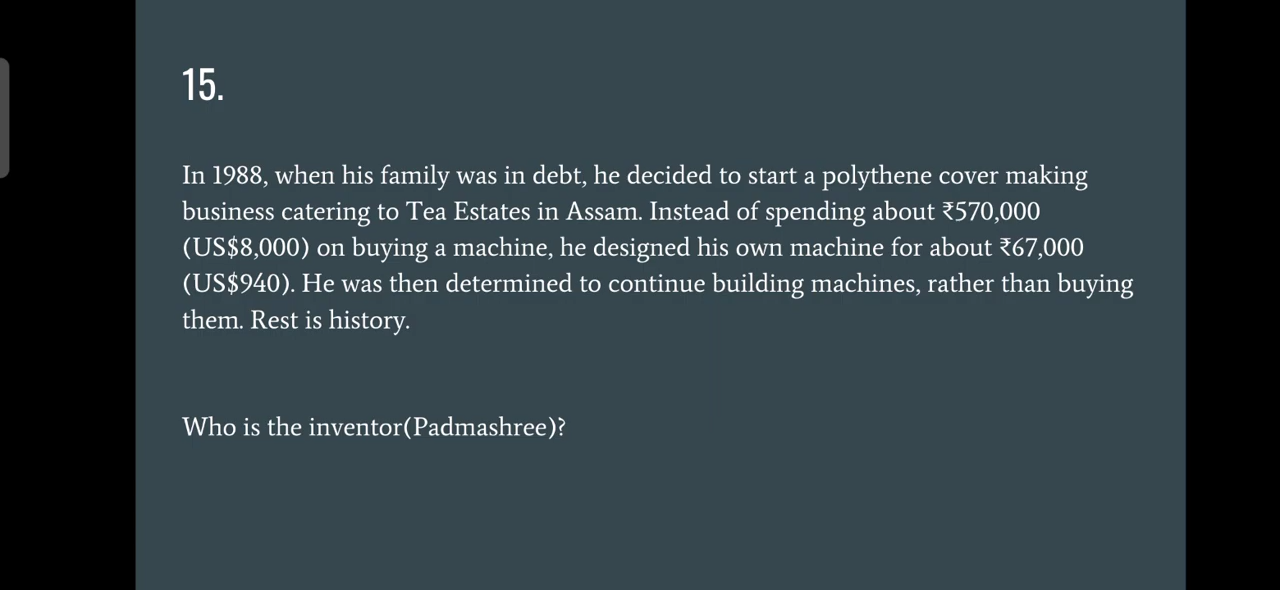 15.
In 1988, when his family was in debt, he decided to start a polythene cover making
business catering to Tea Estates in Assam. Instead of spending about ₹570,000
(US$8,000) on buying a machine, he designed his own machine for about ₹67,000
(US$940). He was then determined to continue building machines, rather than buying
them. Rest is history.
Who is the inventor(Padmashree)?